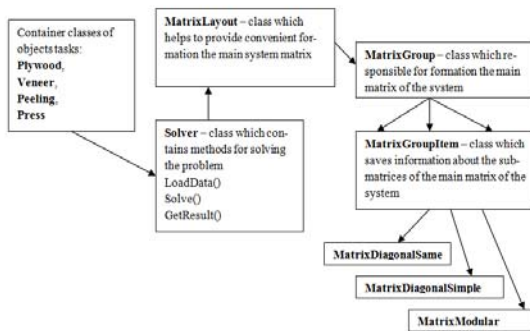 Container classes of
objects tasks:
Plywood,
Veneer,
Peeling,
Press
MatrixLayout – class which
helps to provide convenient for-
mation the main system matrix
MatrixGroup – class which re-
sponsible for formation the main
matrix of the system
Solver – class which con-
tains methods for solving
the problem
LoadData()
Solve()
GetResult()
MatrixGroupItem – class which
saves information about the sub-
matrices of the main matrix of the
system
MatrixDiagonalSame
MatrixDiagonalSimple
MatrixModular